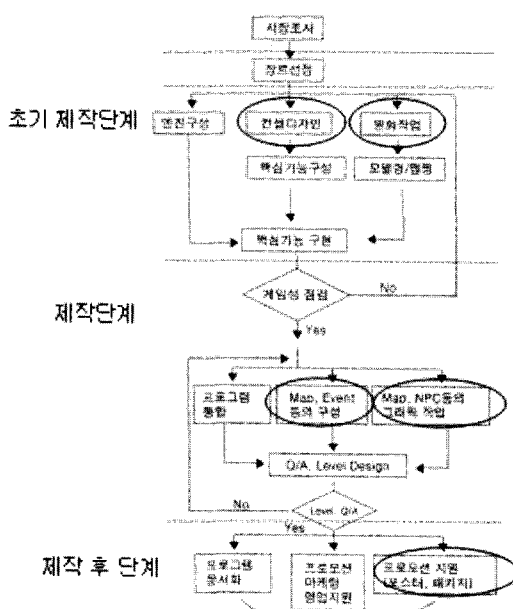 시장조사
장르선정
초기 제작단계
엔진구성
컨셉디자인
원화작업
핵심기능구성
모델링/맵핑
핵심기능 구현
게임성 점검
No
제작단계
Yes
프로그램
통합
Map, Event
등의 구성
Map, NPC등의
그래픽 작업
Q/A, Level Design
No
Level, Q/A
Yes
제작 후 단계
프로그램
문서화
프로모션
마케팅
영업지원
프로모션 지원
(포스터, 패키지)